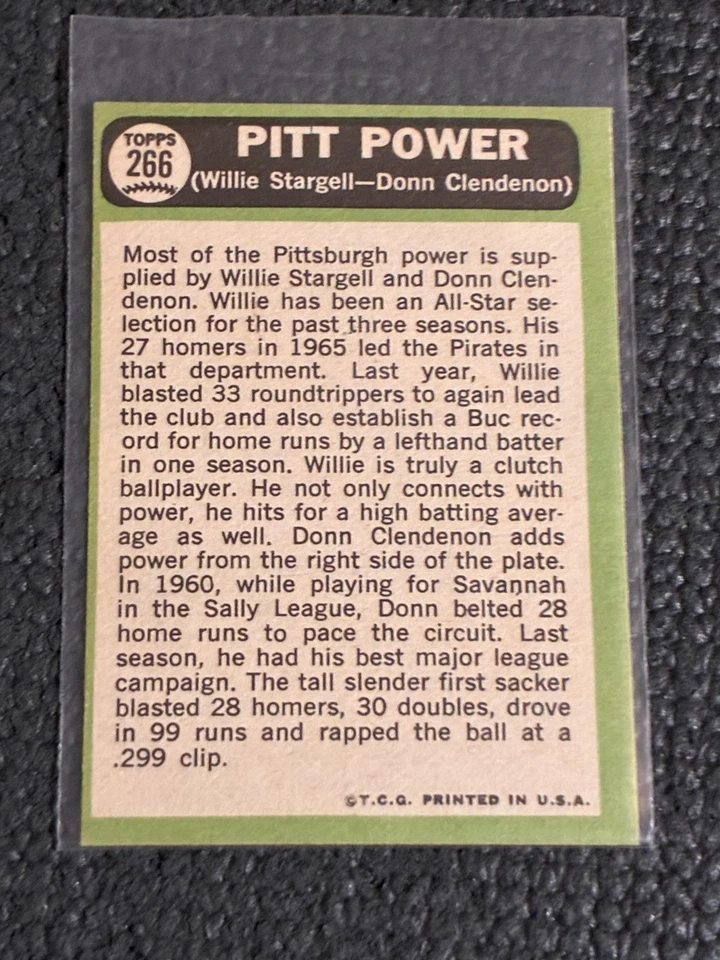 TOPPS
266
PITT POWER
(Willie Stargell—Donn Clendenon)
Most of the Pittsburgh power is sup-
plied by Willie Stargell and Donn Clen-
denon. Willie has been an All-Star se-
lection for the past three seasons. His
27 homers in 1965 led the Pirates in
that department. Last year, Willie
blasted 33 roundtrippers to again lead
the club and also establish a Buc rec-
ord for home runs by a lefthand batter
in one season. Willie is truly a clutch
ballplayer. He not only connects with
power, he hits for a high batting aver-
age as well. Donn Clendenon adds
power from the right side of the plate.
In 1960, while playing for Savannah
in the Sally League, Donn belted 28
home runs to pace the circuit. Last
season, he had his best major league
campaign. The tall slender first sacker
blasted 28 homers, 30 doubles, drove
in 99 runs and rapped the ball at a
.299 clip.
©T.C.G. PRINTED IN U.S.A.